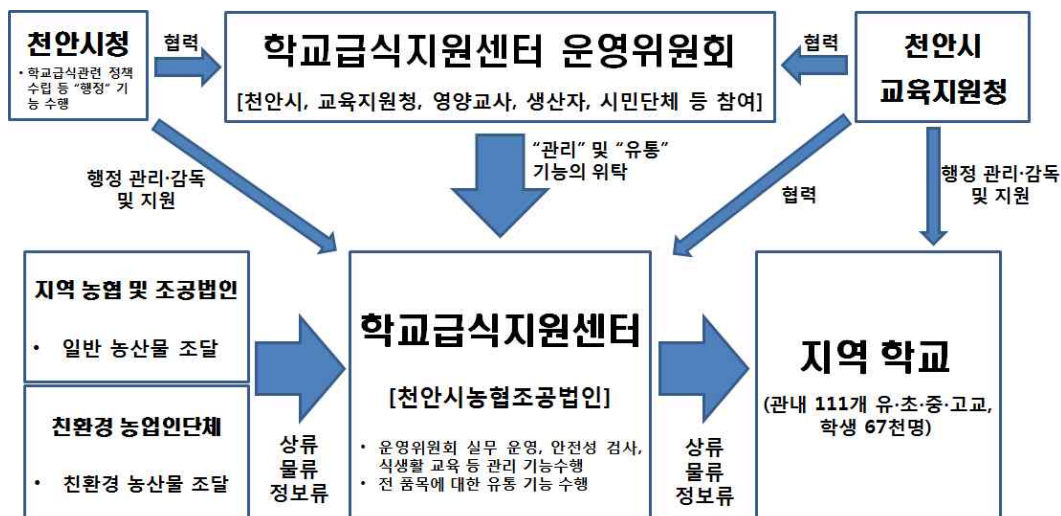 천안시청
• 학교급식관련 정책
수립 등 “행정” 기
능 수행
협력
학교급식지원센터 운영위원회
[천안시, 교육지원청, 영양교사, 생산자, 시민단체 등 참여]
협력
천안시
교육지원청
행정 관리·감독
및 지원
“관리” 및 “유통”
기능의 위탁
협력
행정 관리·감독
및 지원
지역 농협 및 조공법인
• 일반 농산물 조달
친환경 농업인단체
• 친환경 농산물 조달
상류
물류
정보류
학교급식지원센터
[천안시농협조공법인]
• 운영위원회 실무 운영, 안전성 검사,
식생활 교육 등 관리 기능수행
• 전 품목에 대한 유통 기능 수행
상류
물류
정보류
지역 학교
(관내 111개 유·초·중·고교,
학생 67천명)